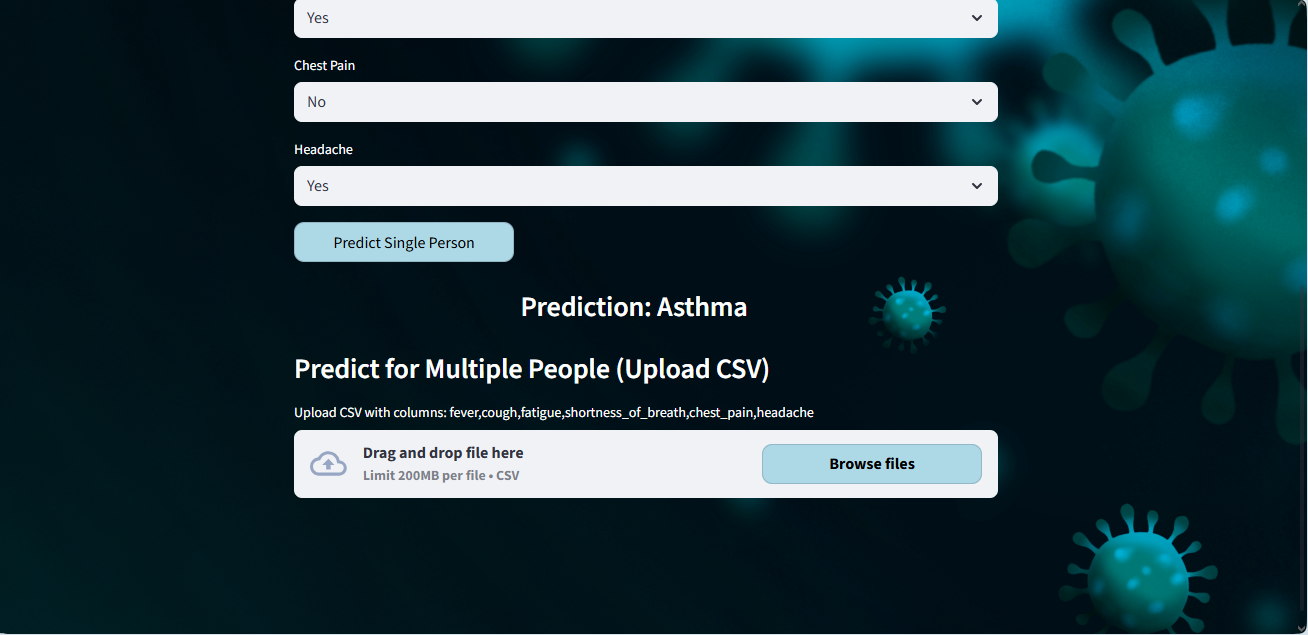 Yes
Chest Pain
No
Headache
Yes
Predict Single Person
Prediction: Asthma
Predict for Multiple People (Upload CSV)
Upload CSV with columns: fever,cough,fatigue,shortness_of_breath,chest_pain,headache
Drag and drop file here
Limit 200MB per file • CSV
Browse files